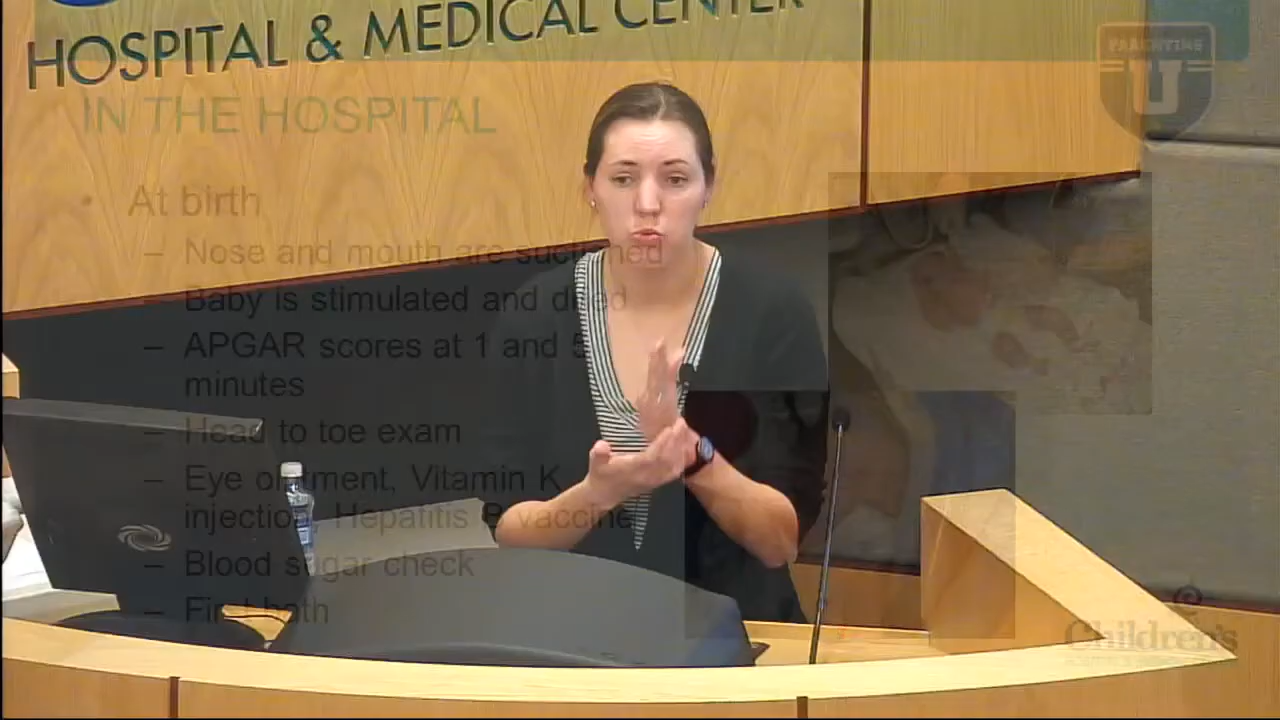 HOSPITAL & MEDICAL CENTER
PARENTING
U
IN THE HOSPITAL
• At birth
– Nose and mouth are suctioned
– Baby is stimulated and dried
– APGAR scores at 1 and 5
minutes
– Head to toe exam
– Eye ointment, Vitamin K
injection, Hepatitis B vaccine
– Blood sugar check
– First bath
Children's